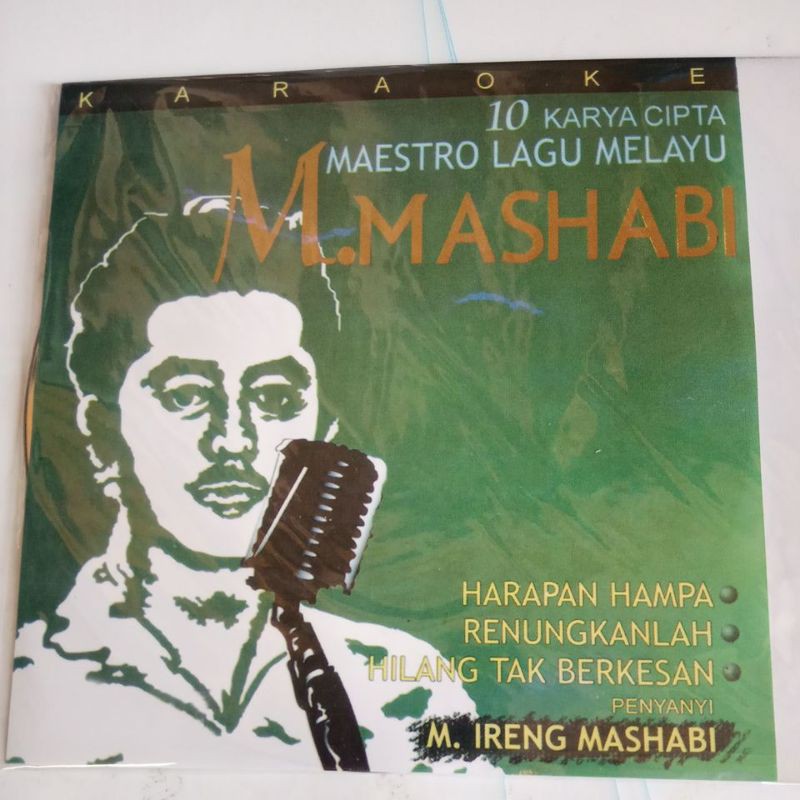 KARAOKE
10 KARYA CIPTA
MAESTRO LAGU MELAYU
M.MASHABI
HARAPAN HAMPA
RENUNGKANLAH
HILANG TAK BERKESAN
PENYANYI
M. IRENG MASHABI